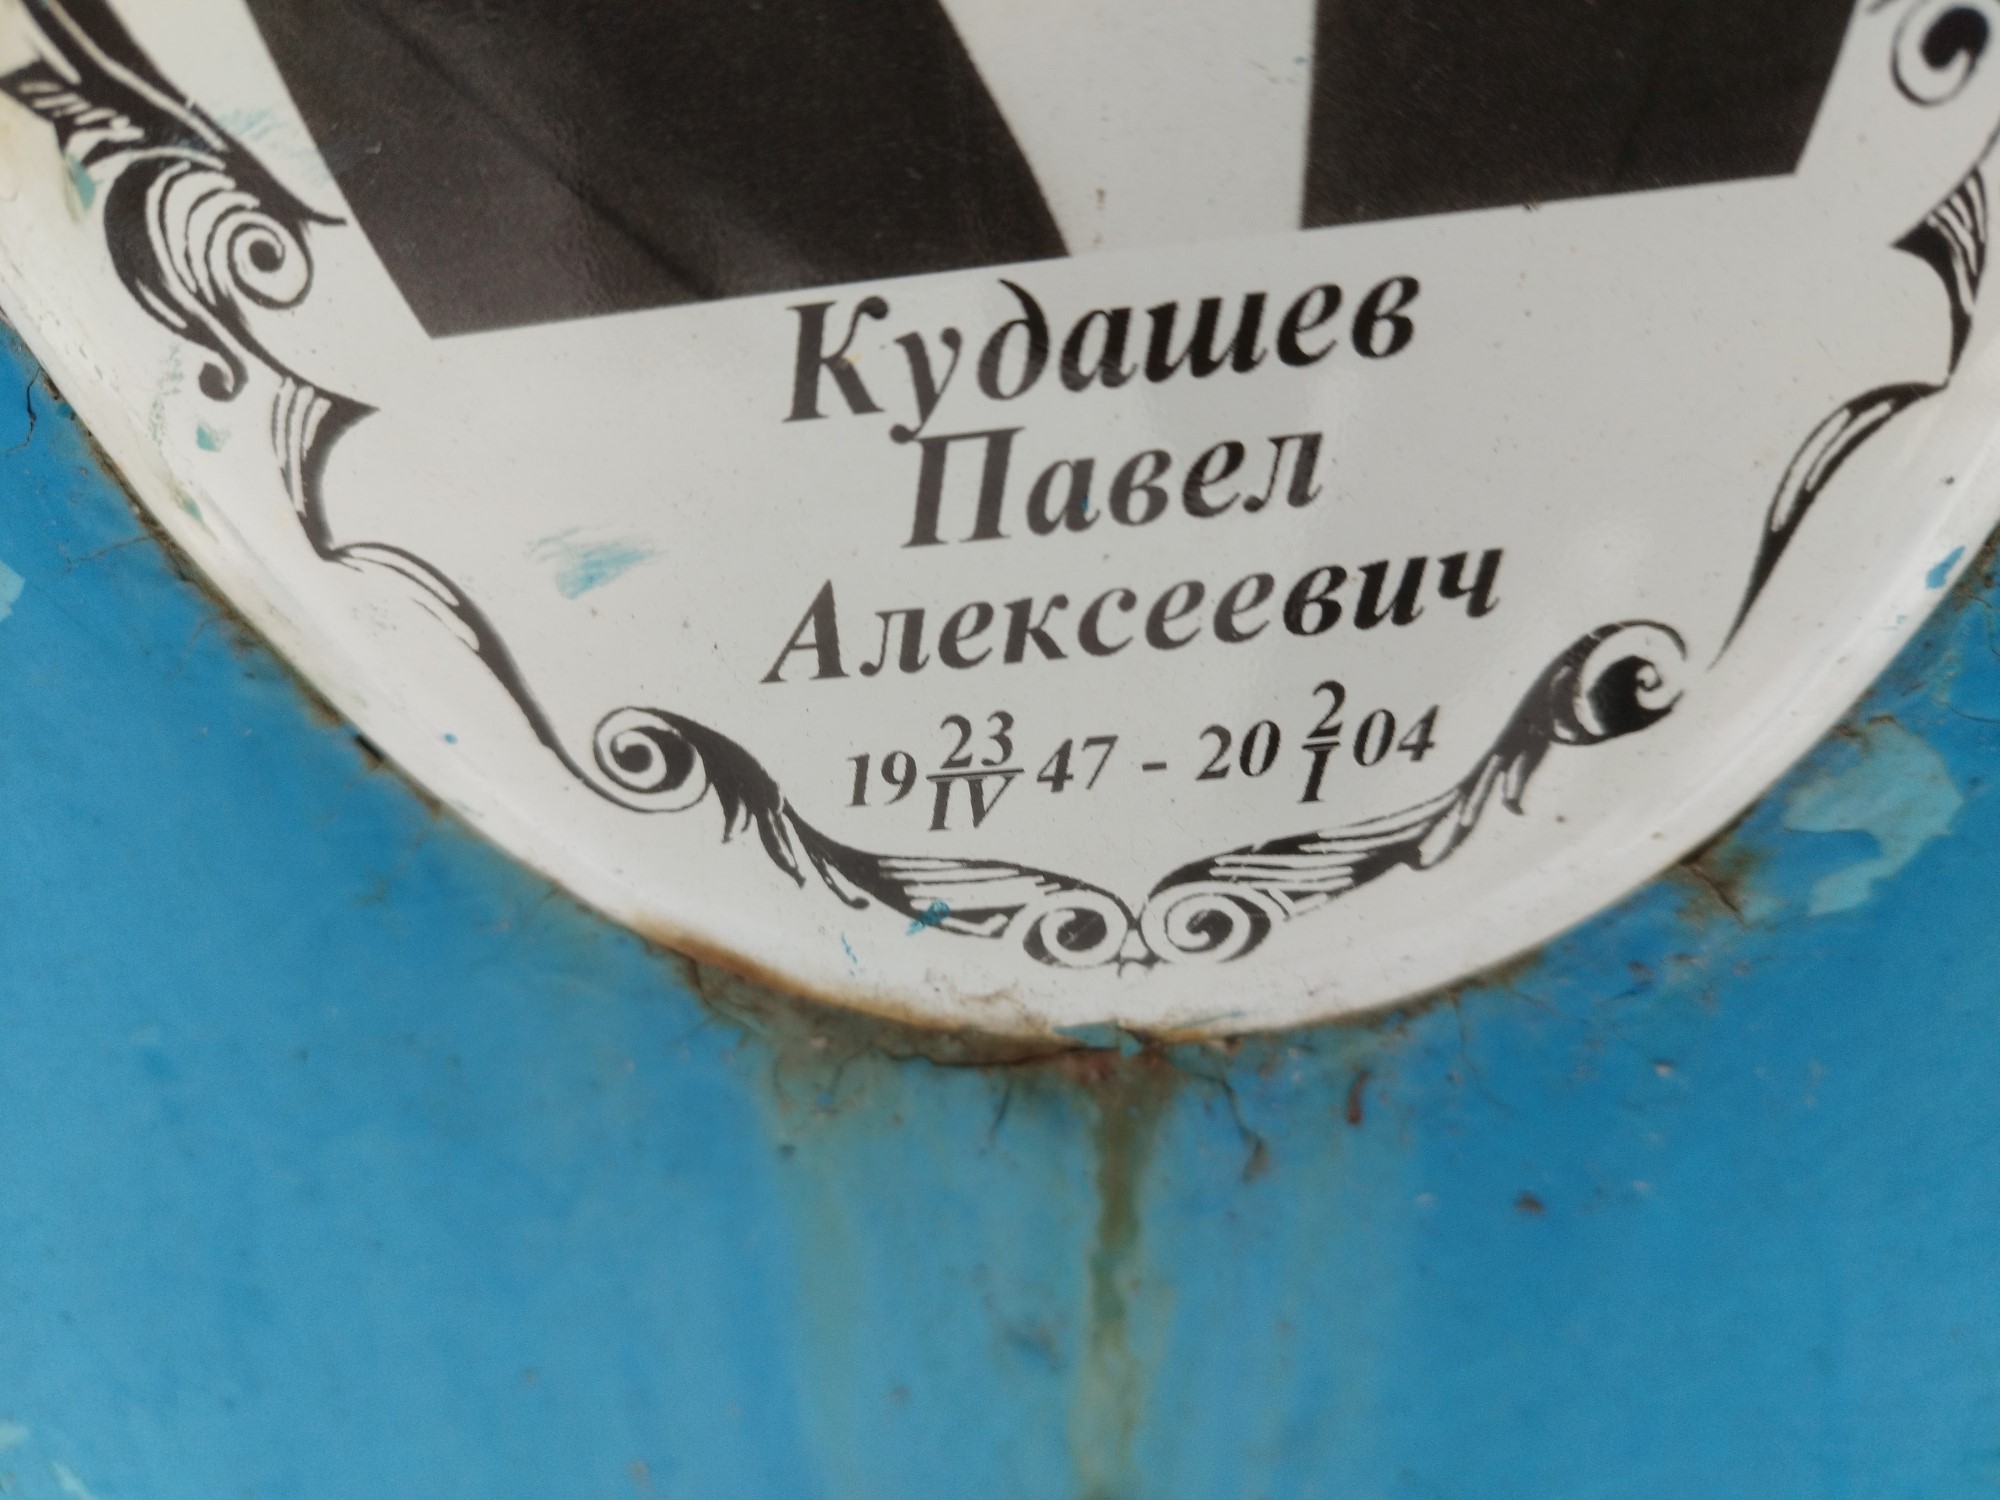 Кудашев
Павел
Алексеевич
19 23/IV 47 - 20 2/I 04